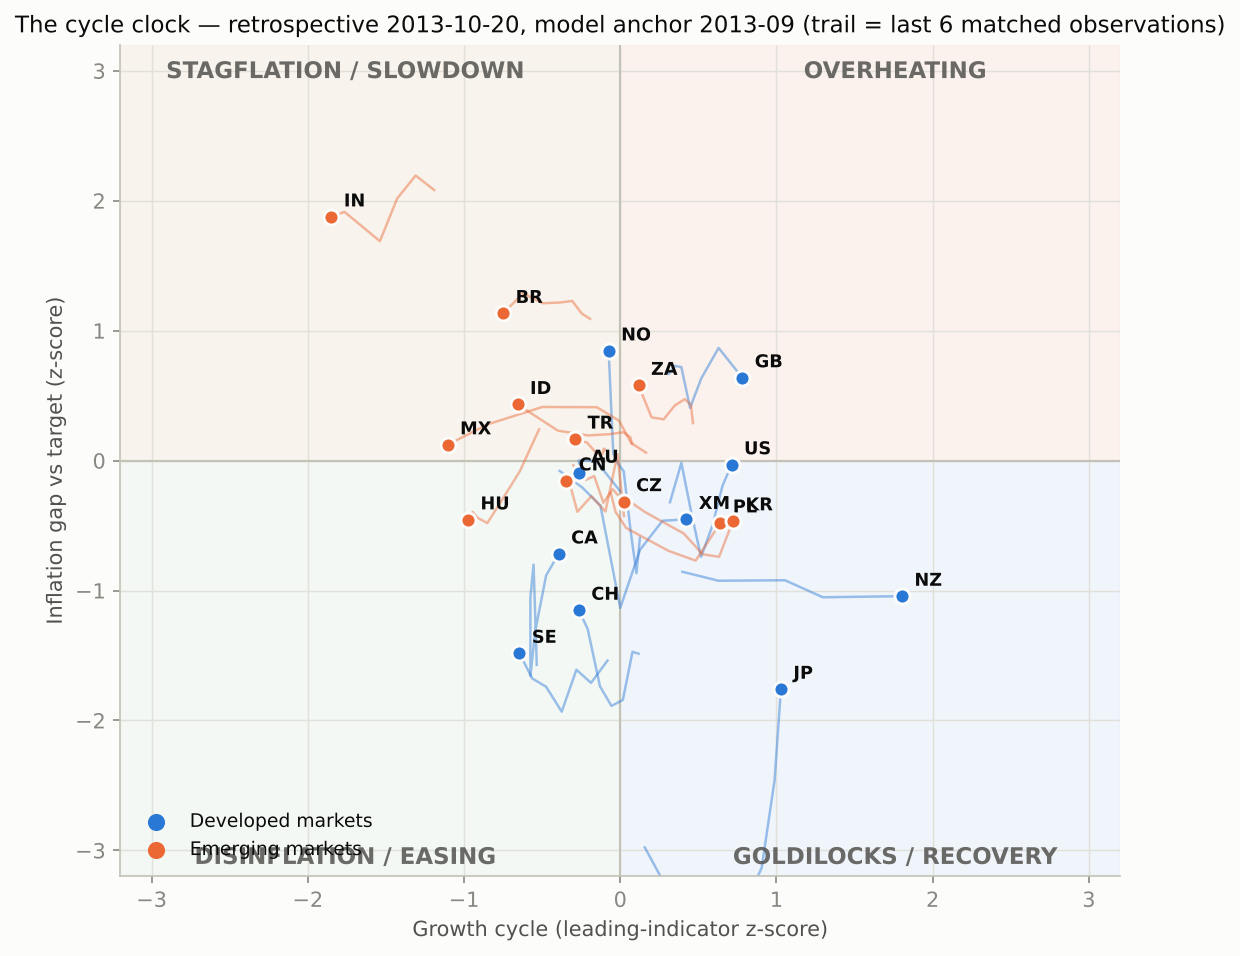 The cycle clock — retrospective 2013-10-20, model anchor 2013-09 (trail = last 6 matched observations)
STAGFLATION / SLOWDOWN
OVERHEATING
3
2
1
0
−1
−2
−3
Inflation gap vs target (z-score)
IN
BR
NO
ZA
GB
ID
MX
TR
US
AU
CN
CZ
HU
XM
PL
KR
CA
CH
NZ
SE
JP
Developed markets
Emerging markets
DISINFLATION / EASING
GOLDILOCKS / RECOVERY
−3
−2
−1
0
1
2
3
Growth cycle (leading-indicator z-score)